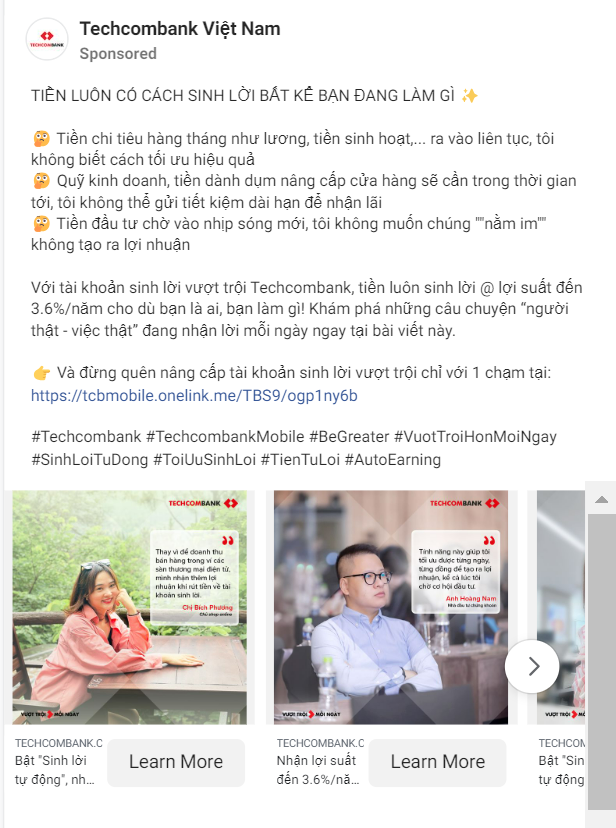 Techcombank Việt Nam
Sponsored
TECHCOMBANK
TIỀN LUÔN CÓ CÁCH SINH LỜI BẤT KỂ BẠN ĐANG LÀM GÌ ✨
🤔 Tiền chi tiêu hàng tháng như lương, tiền sinh hoạt,... ra vào liên tục, tôi
không biết cách tối ưu hiệu quả
🤔 Quỹ kinh doanh, tiền dành dụm nâng cấp cửa hàng sẽ cần trong thời gian
tới, tôi không thể gửi tiết kiệm dài hạn để nhận lãi
🤔 Tiền đầu tư chờ vào nhịp sóng mới, tôi không muốn chúng ""nằm im""
không tạo ra lợi nhuận
Với tài khoản sinh lời vượt trội Techcombank, tiền luôn sinh lời @ lợi suất đến
3.6%/năm cho dù bạn là ai, bạn làm gì! Khám phá những câu chuyện “người
thật - việc thật” đang nhận lời mỗi ngày ngay tại bài viết này.
👉 Và đừng quên nâng cấp tài khoản sinh lời vượt trội chỉ với 1 chạm tại:
https://tcbmobile.onelink.me/TBS9/ogp1ny6b
#Techcombank #TechcombankMobile #BeGreater #VuotTroiHonMoiNgay
#SinhLoiTuDong #ToiUuSinhLoi #TienTuLoi #AutoEarning
TECHCOMBANK
Thay vì để doanh thu
bán hàng trong ví các
sàn thương mại điện tử,
mình nhận thêm lợi
nhuận khi rút tiền về tài
khoản sinh lời.
Chị Bích Phương
Chủ shop online
VƯỢT TRỘI MỖI NGÀY
TECHCOMBANK.C
Bật "Sinh lời
tự động", nh...
Learn More
TECHCOMBANK
Tính năng này giúp tôi
tối ưu được từng ngày,
từng đồng để tạo ra lợi
nhuận, kể cả lúc tôi
chờ cơ hội đầu tư.
Anh Hoàng Nam
Nhà đầu tư chứng khoán
VƯỢT TRỘI MỖI NGÀY
TECHCOMBANK.C
Nhận lợi suất
đến 3.6%/nă...
Learn More
VƯỢT TRỘI MỖI
TECHCOM
Bật "Sin
tự động